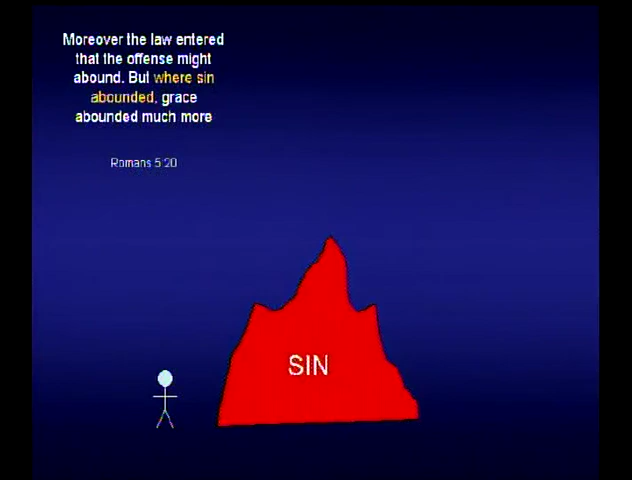 Moreover the law entered
that the offense might
abound. But where sin
abounded, grace
abounded much more
Romans 5:20
SIN